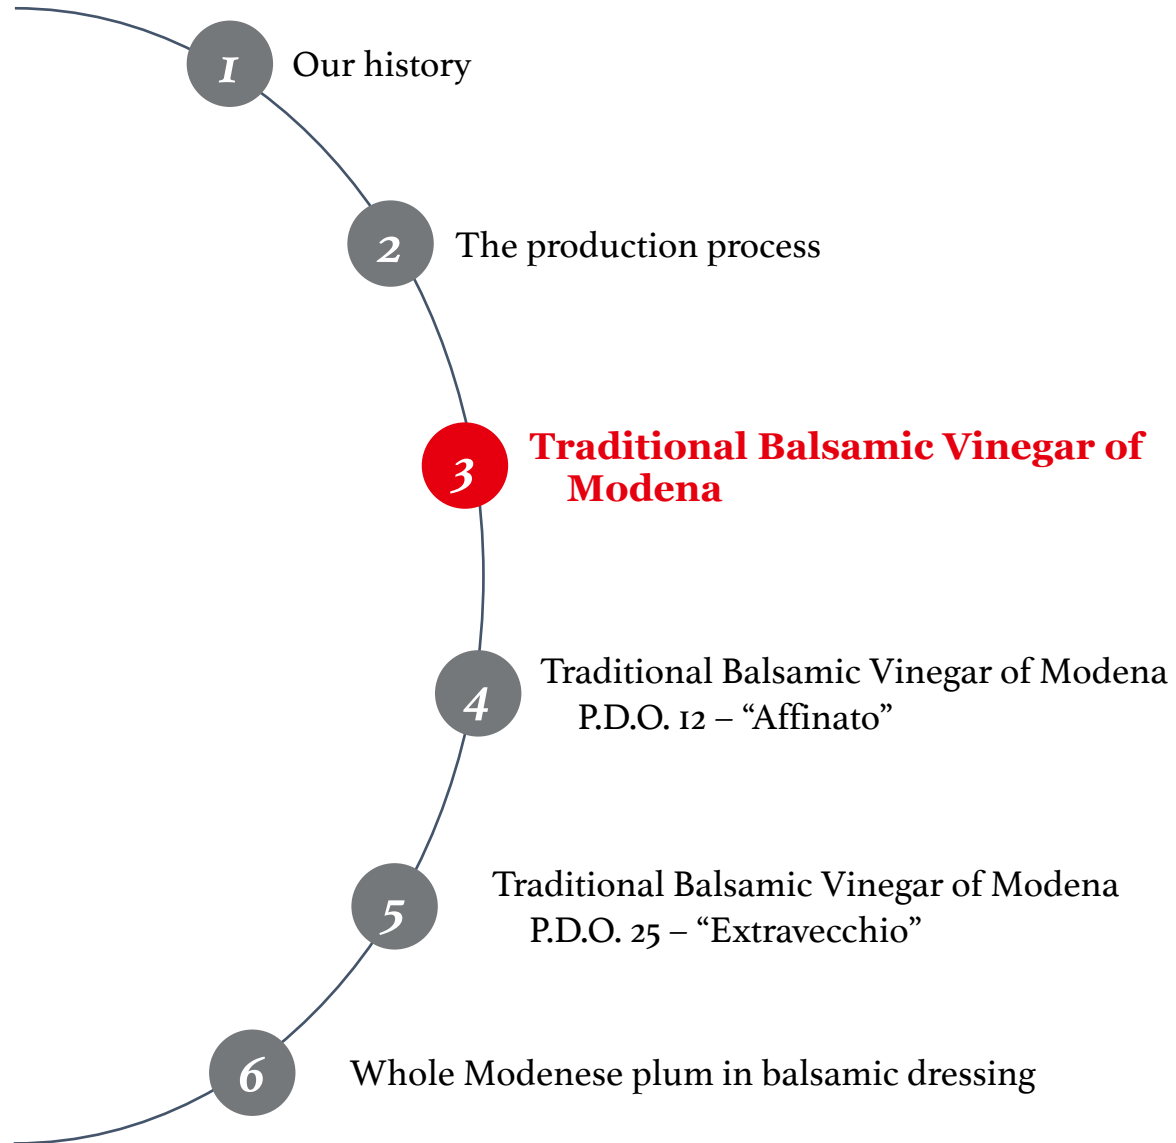 1 Our history
2 The production process
3 Traditional Balsamic Vinegar of
Modena
4 Traditional Balsamic Vinegar of Modena
P.D.O. 12 – “Affinato”
5 Traditional Balsamic Vinegar of Modena
P.D.O. 25 – “Extravecchio”
6 Whole Modenese plum in balsamic dressing